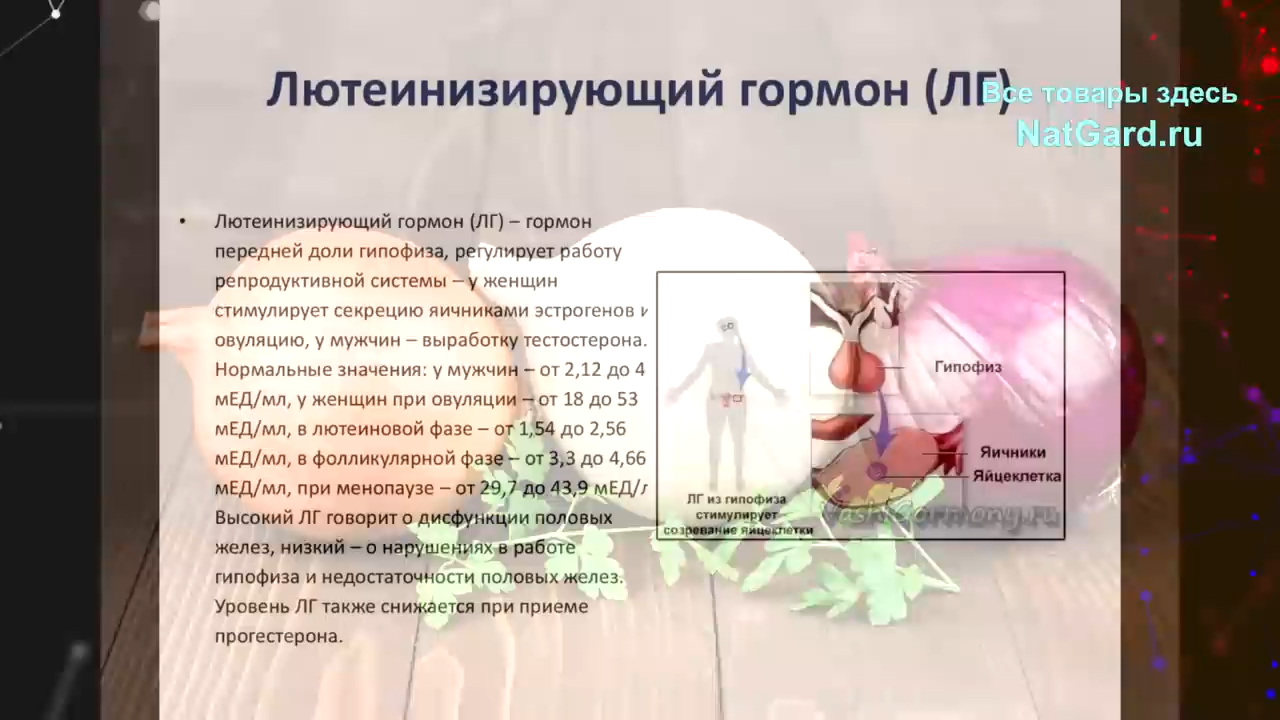 Лютеинизирующий гормон (ЛГ)
Все товары здесь
NatGard.ru
• Лютеинизирующий гормон (ЛГ) – гормон
передней доли гипофиза, регулирует работу
репродуктивной системы – у женщин
стимулирует секрецию яичниками эстрогенов и
овуляцию, у мужчин – выработку тестостерона.
Нормальные значения: у мужчин – от 2,12 до 4
мЕД/мл, у женщин при овуляции – от 18 до 53
мЕД/мл, в лютеиновой фазе – от 1,54 до 2,56
мЕД/мл, в фолликулярной фазе – от 3,3 до 4,66
мЕД/мл, при менопаузе – от 29,7 до 43,9 мЕД/л
Высокий ЛГ говорит о дисфункции половых
желез, низкий – о нарушениях в работе
гипофиза и недостаточности половых желез.
Уровень ЛГ также снижается при приеме
прогестерона.
Гипофиз
Яичники
Яйцеклетка
ЛГ из гипофиза
стимулирует
созревание яйцеклетки
VashiGormony.ru